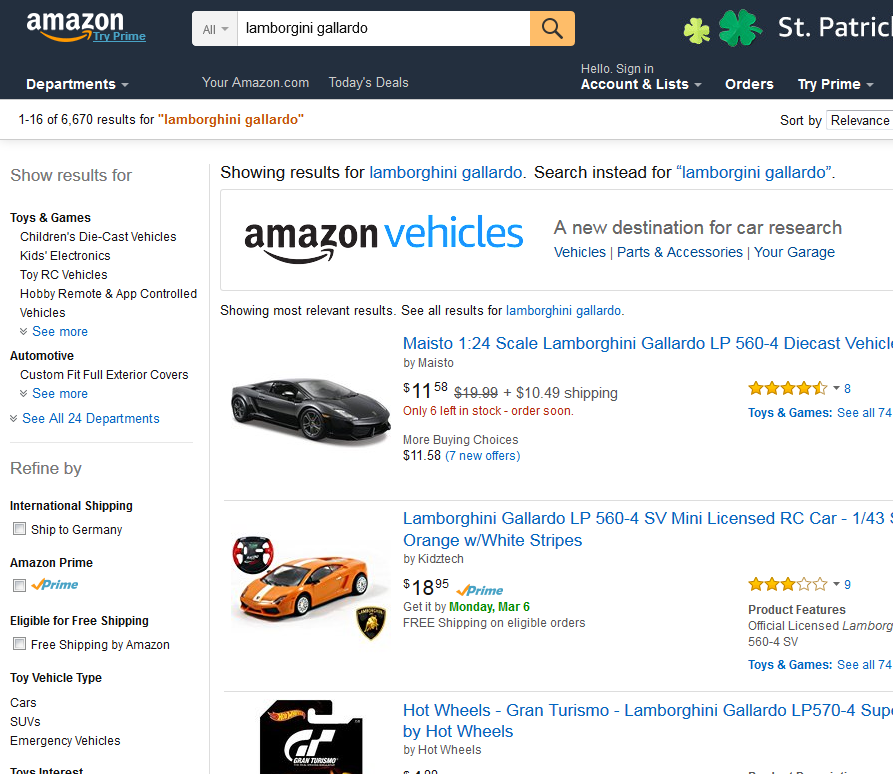 amazon
Try Prime
All
lamborgini gallardo
St. Patric
Departments
Your Amazon.com
Today's Deals
Hello. Sign in
Account & Lists
Orders
Try Prime
1-16 of 6,670 results for "lamborghini gallardo"
Sort by
Relevance
Show results for
Toys & Games
Children's Die-Cast Vehicles
Kids' Electronics
Toy RC Vehicles
Hobby Remote & App Controlled
Vehicles
See more
Automotive
Custom Fit Full Exterior Covers
See more
See All 24 Departments
Refine by
International Shipping
Ship to Germany
Amazon Prime
Prime
Eligible for Free Shipping
Free Shipping by Amazon
Toy Vehicle Type
Cars
SUVs
Emergency Vehicles
Toys Interest
Showing results for lamborghini gallardo. Search instead for “lamborgini gallardo”.
amazon vehicles
A new destination for car research
Vehicles | Parts & Accessories | Your Garage
Showing most relevant results. See all results for lamborghini gallardo.
Maisto 1:24 Scale Lamborghini Gallardo LP 560-4 Diecast Vehicle
by Maisto
$11 58 $19.99 + $10.49 shipping
Only 6 left in stock - order soon.
More Buying Choices
$11.58 (7 new offers)
8
Toys & Games: See all 74
Lamborghini Gallardo LP 560-4 SV Mini Licensed RC Car - 1/43 S
Orange w/White Stripes
by Kidztech
$18 95 Prime
Get it by Monday, Mar 6
FREE Shipping on eligible orders
9
Product Features
Official Licensed Lamborg
560-4 SV
Toys & Games: See all 74
LAMBORGHINI
Hot Wheels
GT
GRAN TURISMO
Hot Wheels - Gran Turismo - Lamborghini Gallardo LP570-4 Supe
by Hot Wheels
by Hot Wheels